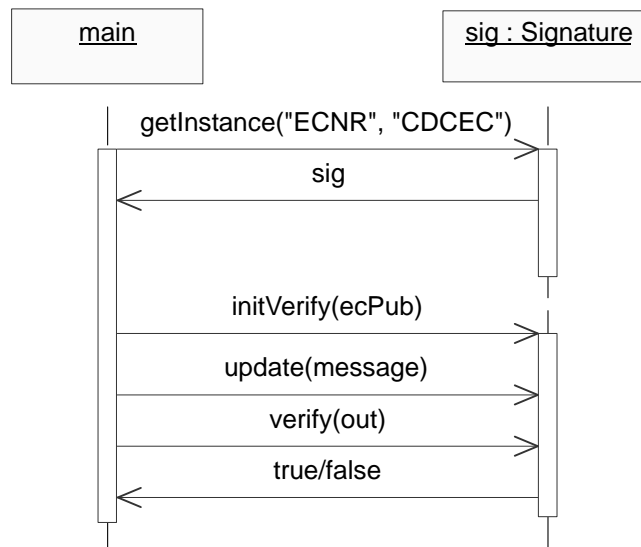 main
sig : Signature
getInstance("ECNR", "CDCEC")
sig
initVerify(ecPub)
update(message)
verify(out)
true/false